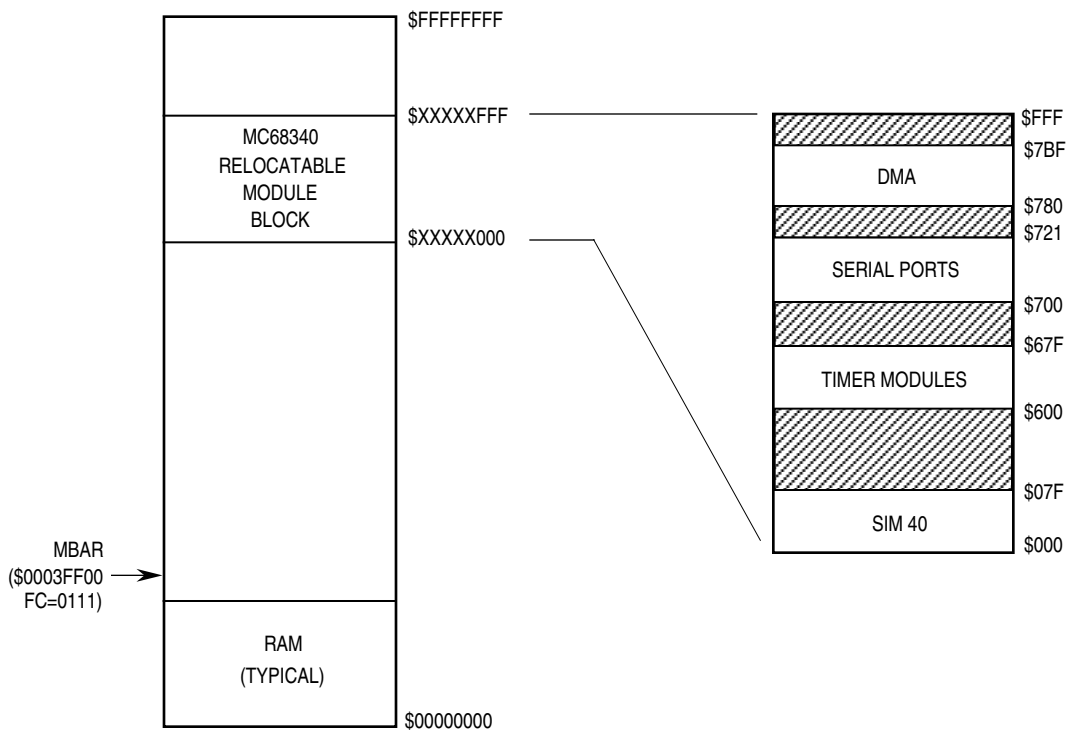 $FFFFFFFF
$XXXXXFFF
MC68340
RELOCATABLE
MODULE
BLOCK
$XXXXX000
MBAR
($0003FF00
FC=0111)
RAM
(TYPICAL)
$00000000
$FFF
$7BF
DMA
$780
$721
SERIAL PORTS
$700
$67F
TIMER MODULES
$600
$07F
SIM 40
$000